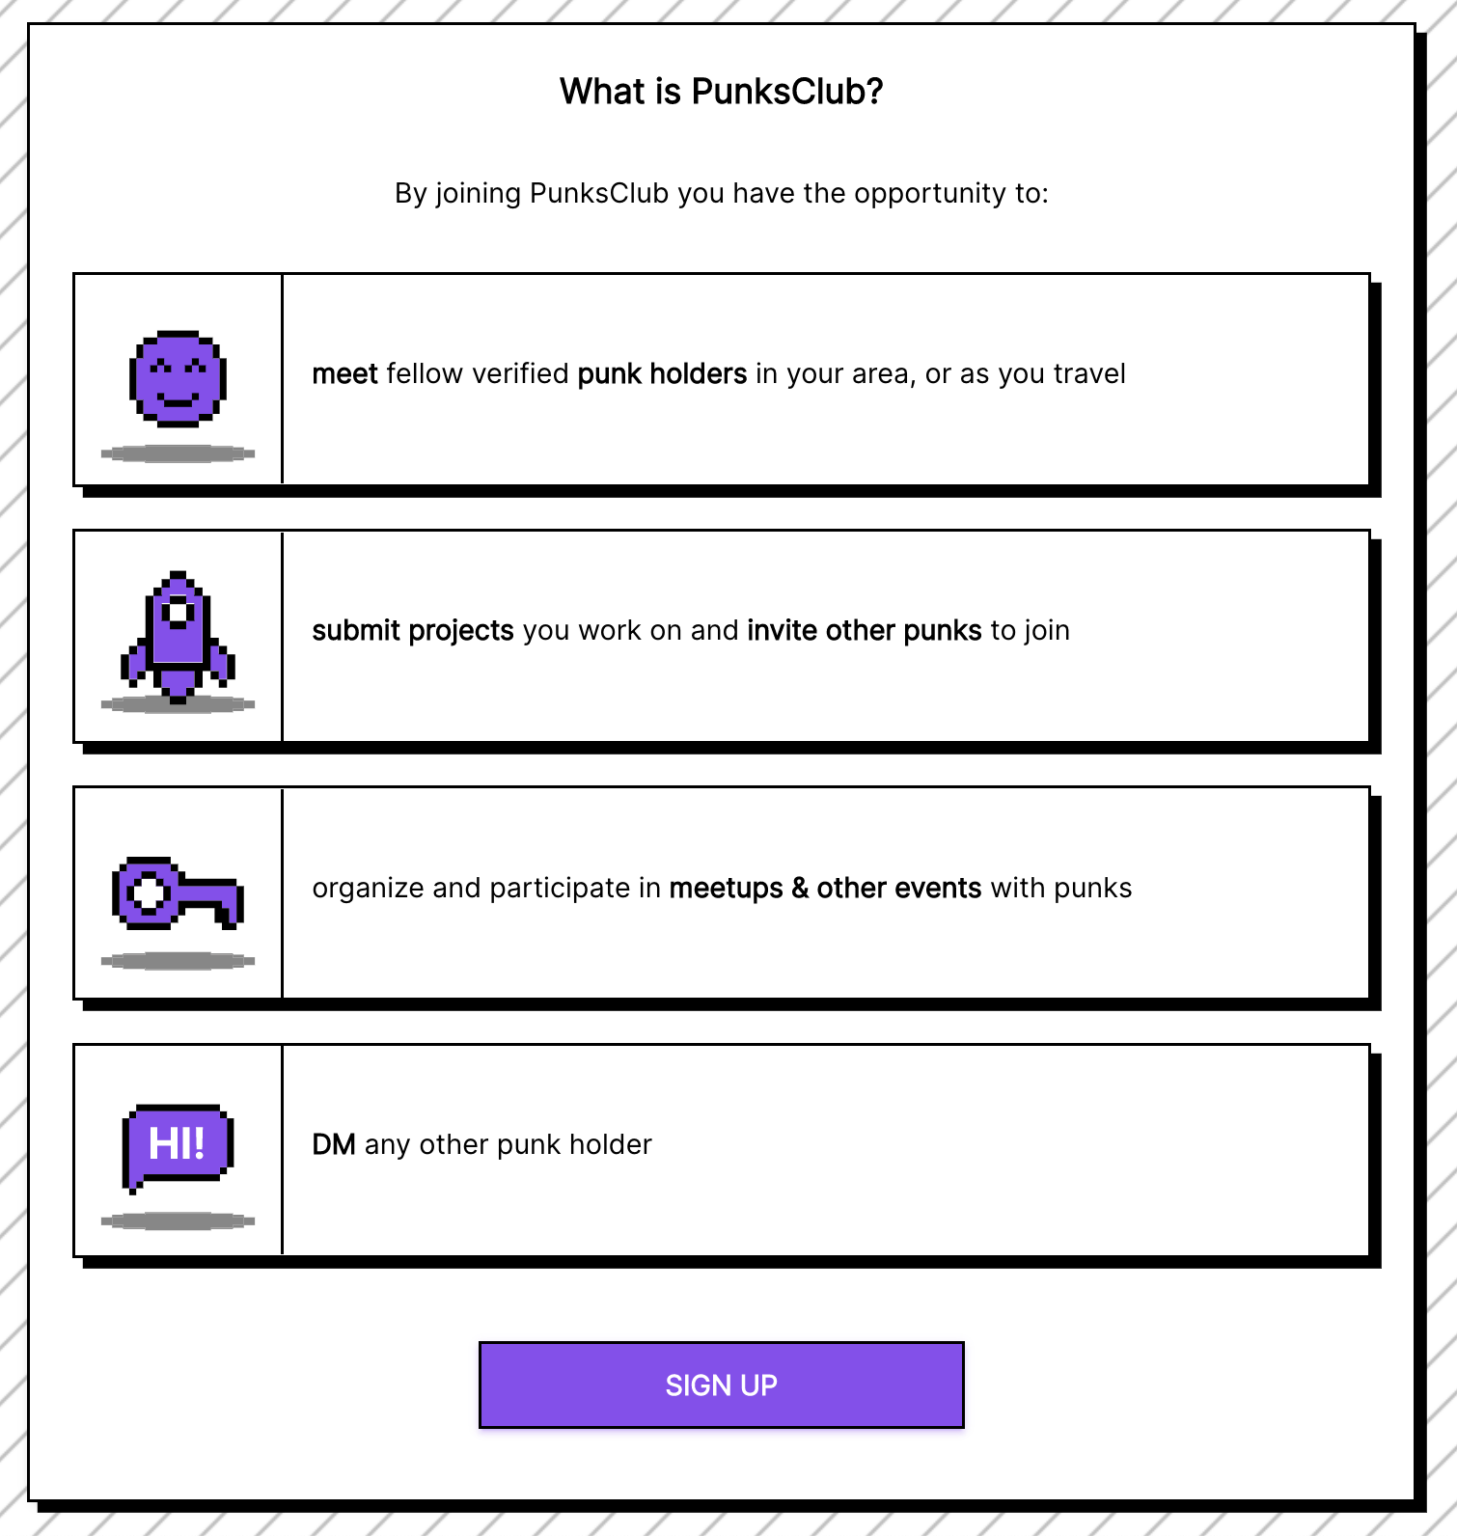 What is PunksClub?
By joining PunksClub you have the opportunity to:
meet fellow verified punk holders in your area, or as you travel
submit projects you work on and invite other punks to join
organize and participate in meetups & other events with punks
HI!
DM any other punk holder
SIGN UP